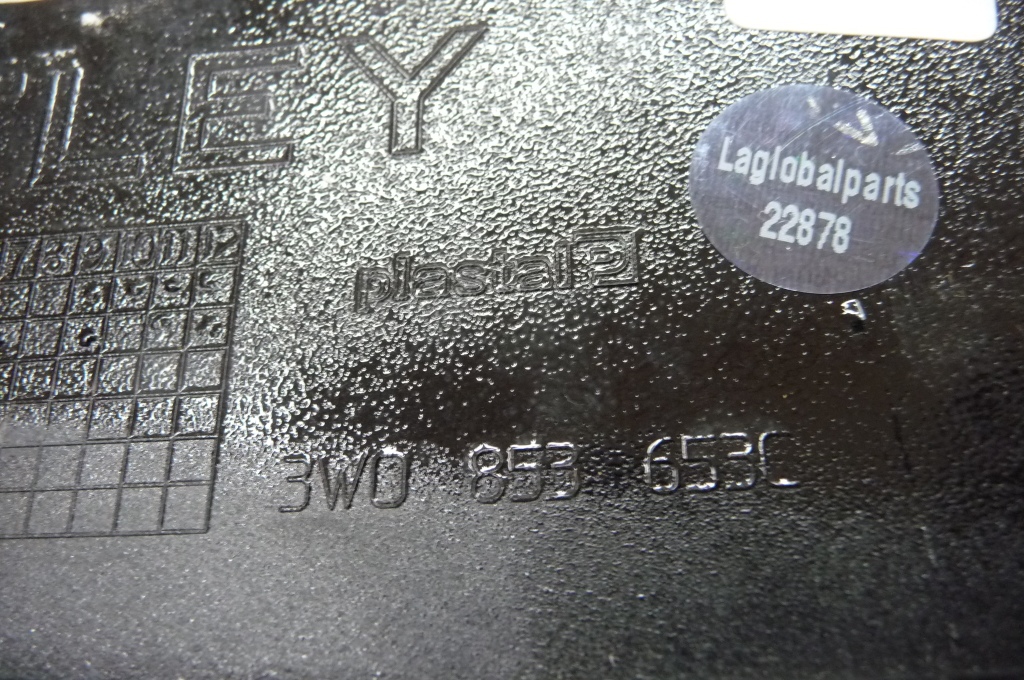 LEY
Laglobalparts
22878
7 8 9 10 11 12
plastal
3W0 853 653C